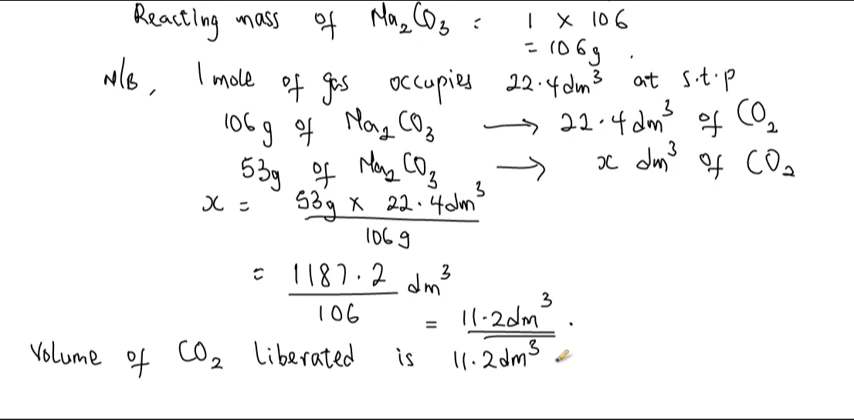 Reacting mass of Na₂CO₃ = 1 × 106
= 106g.
N/B, 1 mole of gas occupies 22.4dm³ at s.t.p
106g of Na₂CO₃ → 22.4dm³ of CO₂
53g of Na₂CO₃ → x dm³ of CO₂
x = 53g × 22.4dm³
106g
= 1187.2 dm³
106
= 11.2dm³.
Volume of CO₂ liberated is 11.2dm³